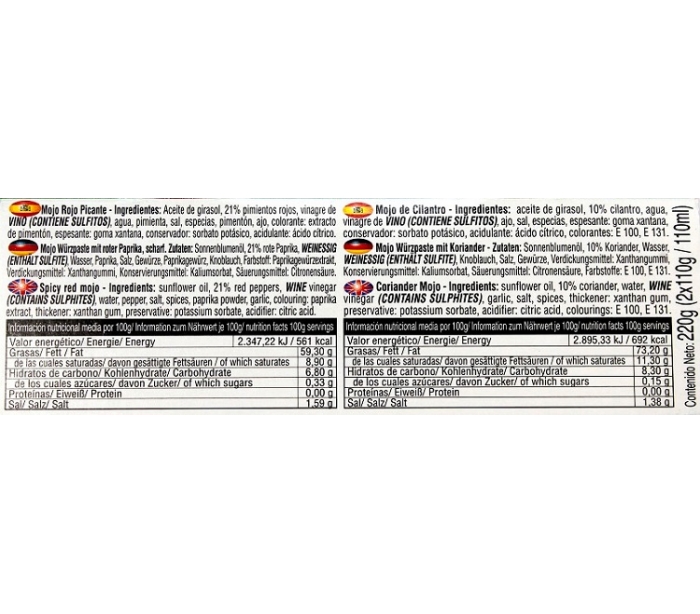 Mojo Rojo Picante - Ingredientes: Aceite de girasol, 21% pimientos rojos, vinagre de
VINO (CONTIENE SULFITOS), agua, pimienta, sal, especias, pimentón, ajo, colorante: extracto
de pimentón, espesante: goma xantana, conservador: sorbato potásico, acidulante: ácido cítrico.
Mojo Würzpaste mit roter Paprika, scharf. Zutaten: Sonnenblumenöl, 21% rote Paprika, WEINESSIG
(ENTHÄLT SULFITE), Wasser, Paprika, Salz, Gewürze, Paprikagewürz, Knoblauch, Farbstoff: Paprikagewürzextrakt,
Verdickungsmittel: Xanthangummi, Konservierungsmittel: Kaliumsorbat, Säuerungsmittel: Citronensäure.
Spicy red mojo - Ingredients: sunflower oil, 21% red peppers, WINE vinegar
(CONTAINS SULPHITES), water, pepper, salt, spices, paprika powder, garlic, colouring: paprika
extract, thickener: xanthan gum, preservative: potassium sorbate, acidifier: citric acid.
Información nutricional media por 100g/ Information zum Nährwert je 100g/ nutrition facts 100g servings
Valor energético/ Energie/ Energy 2.347,22 kJ / 561 kcal
Grasas/ Fett / Fat 59,30 g
de las cuales saturadas/ davon gesättigte Fettsäuren/ of which saturates 8,90 g
Hidratos de carbono/ Kohlenhydrate/ Carbohydrate 6,80 g
de los cuales azúcares/ davon Zucker/ of which sugars 0,33 g
Proteínas/ Eiweiß/ Protein 0,00 g
Sal/ Salz/ Salt 1,59 g
Mojo de Cilantro - Ingredientes: aceite de girasol, 10% cilantro, agua,
vinagre de VINO (CONTIENE SULFITOS), ajo, sal, especias, espesante: goma xantana,
conservador: sorbato potásico, acidulante: ácido cítrico, colorantes: E 100, E 131.
Mojo Würzpaste mit Koriander - Zutaten: Sonnenblumenöl, 10% Koriander, Wasser,
WEINESSIG (ENTHÄLT SULFITE), Knoblauch, Salz, Gewürze, Verdickungsmittel: Xanthangummi,
Konservierungsmittel: Kaliumsorbat, Säuerungsmittel: Citronensäure, Farbstoffe: E 100, E 131.
Coriander Mojo - Ingredients: sunflower oil, 10% coriander, water, WINE
vinegar (CONTAINS SULPHITES), garlic, salt, spices, thickener: xanthan gum,
preservative: potassium sorbate, acidifier: citric acid, colourings: E 100, E 131.
Información nutricional media por 100g/ Information zum Nährwert je 100g/ nutrition facts 100g servings
Valor energético/ Energie/ Energy 2.895,33 kJ / 692 kcal
Grasas/ Fett / Fat 73,20 g
de las cuales saturadas/ davon gesättigte Fettsäuren / of which saturates 11,30 g
Hidratos de carbono/ Kohlenhydrate/ Carbohydrate 8,30 g
de los cuales azúcares/ davon Zucker/ of which sugars 0,15 g
Proteínas/ Eiweiß/ Protein 0,00 g
Sal/ Salz/ Salt 1,38 g
Contenido Neto: 220g (2x110g / 110ml)